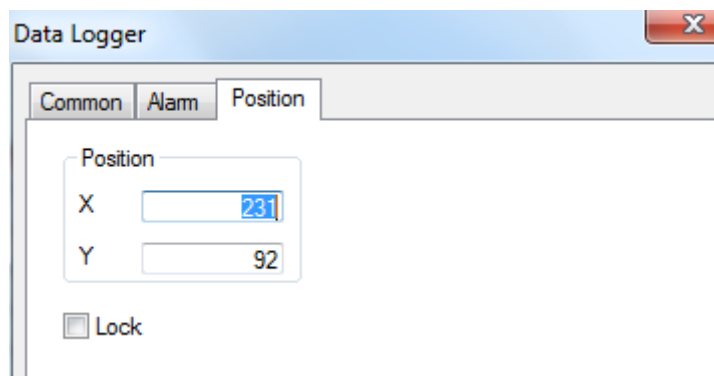 Data Logger
Common Alarm Position
Position
X 231
Y 92
Lock